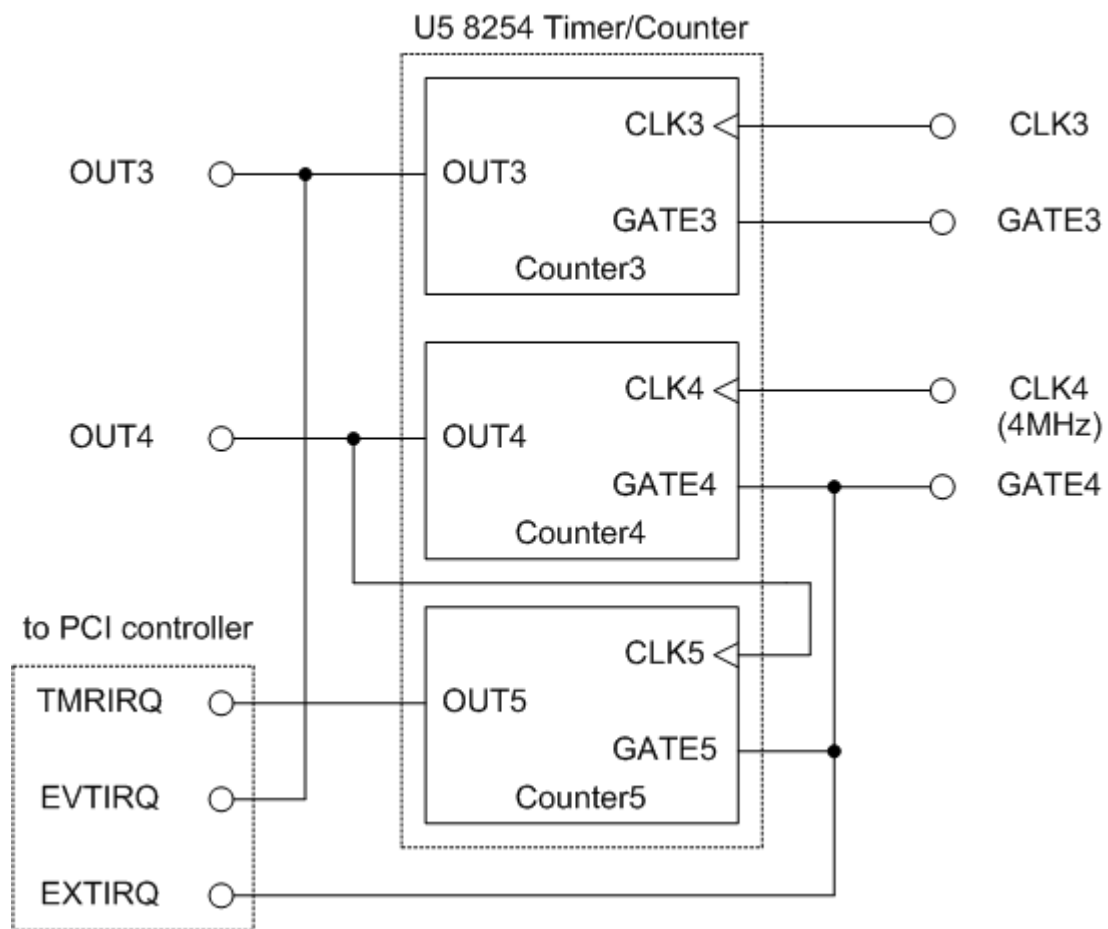 U5 8254 Timer/Counter
CLK3
CLK3
OUT3
OUT3
GATE3
GATE3
Counter3
CLK4
CLK4
(4MHz)
OUT4
OUT4
GATE4
GATE4
Counter4
to PCI controller
CLK5
TMRIRQ
OUT5
GATE5
EVTIRQ
Counter5
EXTIRQ